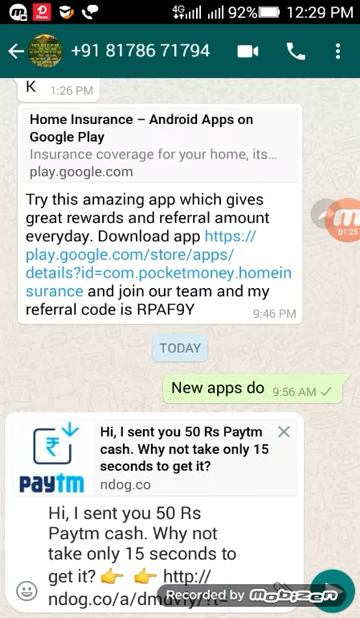 4G 92% 12:29 PM
+91 81786 71794
K 1:26 PM
Home Insurance – Android Apps on
Google Play
Insurance coverage for your home, its...
play.google.com
Try this amazing app which gives
great rewards and referral amount
everyday. Download app https://
play.google.com/store/apps/
details?id=com.pocketmoney.homein
surance and join our team and my
referral code is RPAF9Y
9:46 PM
01:25
TODAY
New apps do 9:56 AM
Hi, I sent you 50 Rs Paytm
cash. Why not take only 15
seconds to get it?
ndog.co
paytm
Hi, I sent you 50 Rs
Paytm cash. Why not
take only 15 seconds to
get it? 👉 👉 http://
Recorded by Mobizen